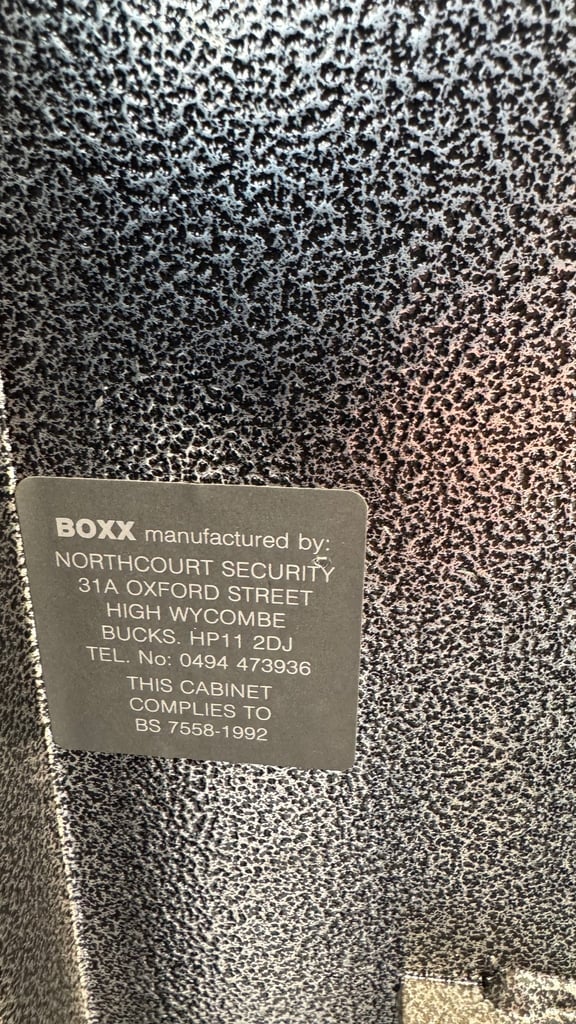 BOXX manufactured by:
NORTHCOURT SECURITY
31A OXFORD STREET
HIGH WYCOMBE
BUCKS. HP11 2DJ
TEL. No: 0494 473936
THIS CABINET
COMPLIES TO
BS 7558-1992